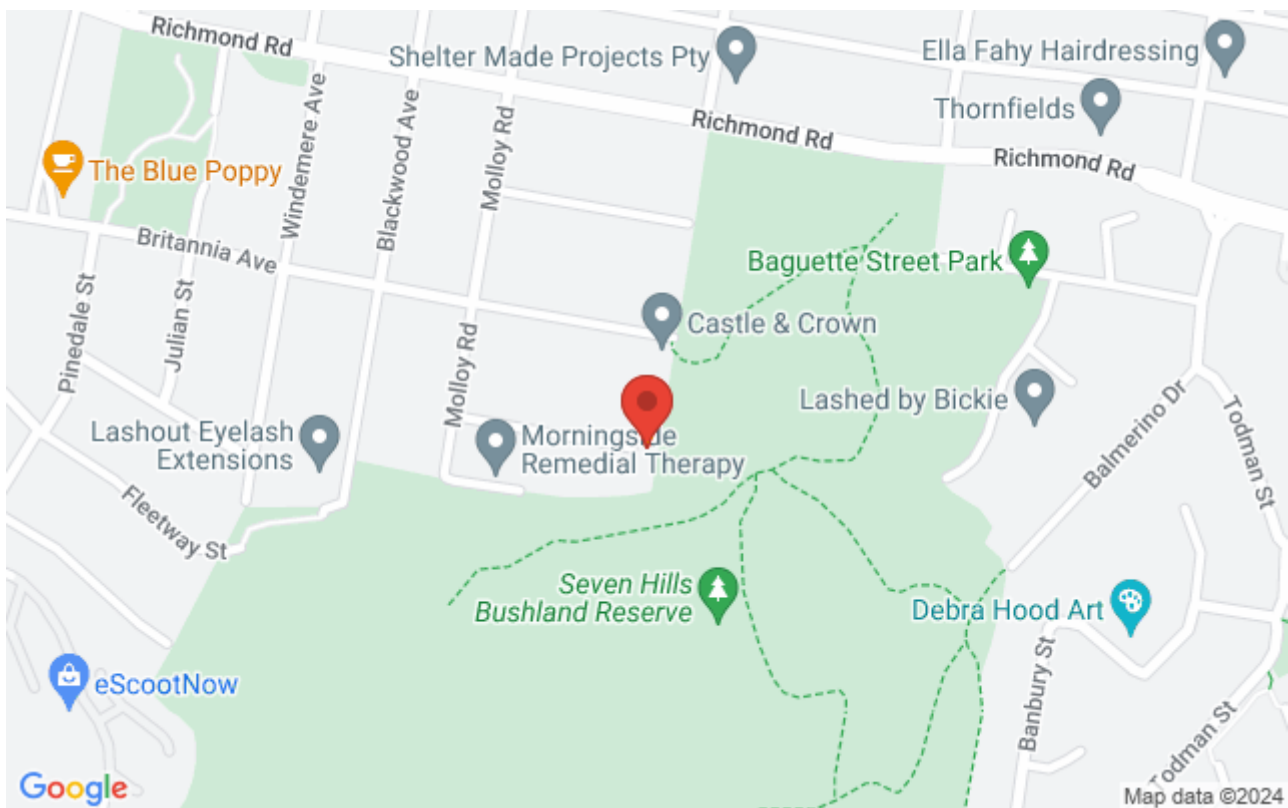 Richmond Rd
Shelter Made Projects Pty
Ella Fahy Hairdressing
Thornfields
Richmond Rd
Richmond Rd
The Blue Poppy
Windemere Ave
Blackwood Ave
Molloy Rd
Britannia Ave
Pinedale St
Julian St
Baguette Street Park
Castle & Crown
Molloy Rd
Lashed by Bickie
Balmerino Dr
Todman St
Lashout Eyelash
Extensions
Morningside
Remedial Therapy
Fleetway St
Seven Hills
Bushland Reserve
Debra Hood Art
eScootNow
Banbury St
Todman St
Google
Map data ©2024